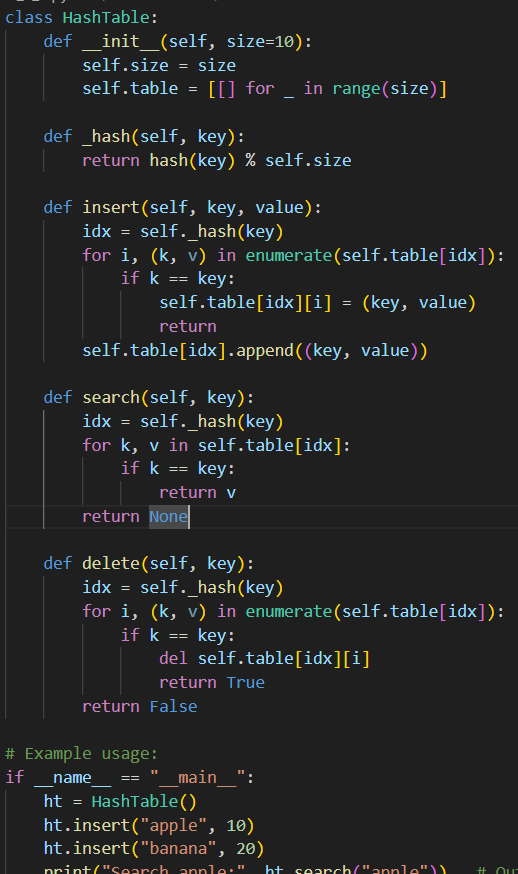 class HashTable:
    def __init__(self, size=10):
        self.size = size
        self.table = [[] for _ in range(size)]

    def _hash(self, key):
        return hash(key) % self.size

    def insert(self, key, value):
        idx = self._hash(key)
        for i, (k, v) in enumerate(self.table[idx]):
            if k == key:
                self.table[idx][i] = (key, value)
                return
        self.table[idx].append((key, value))

    def search(self, key):
        idx = self._hash(key)
        for k, v in self.table[idx]:
            if k == key:
                return v
        return None

    def delete(self, key):
        idx = self._hash(key)
        for i, (k, v) in enumerate(self.table[idx]):
            if k == key:
                del self.table[idx][i]
                return True
        return False

# Example usage:
if __name__ == "__main__":
    ht = HashTable()
    ht.insert("apple", 10)
    ht.insert("banana", 20)
    print("Search apple:", ht.search("apple"))  #